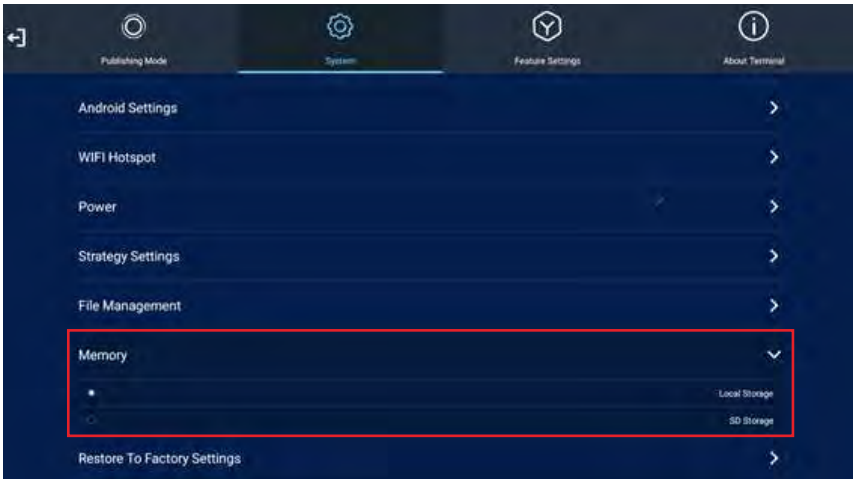 Publishing Mode
System
Feature Settings
About Terminal
Android Settings
WIFI Hotspot
Power
Strategy Settings
File Management
Memory
Local Storage
SD Storage
Restore To Factory Settings